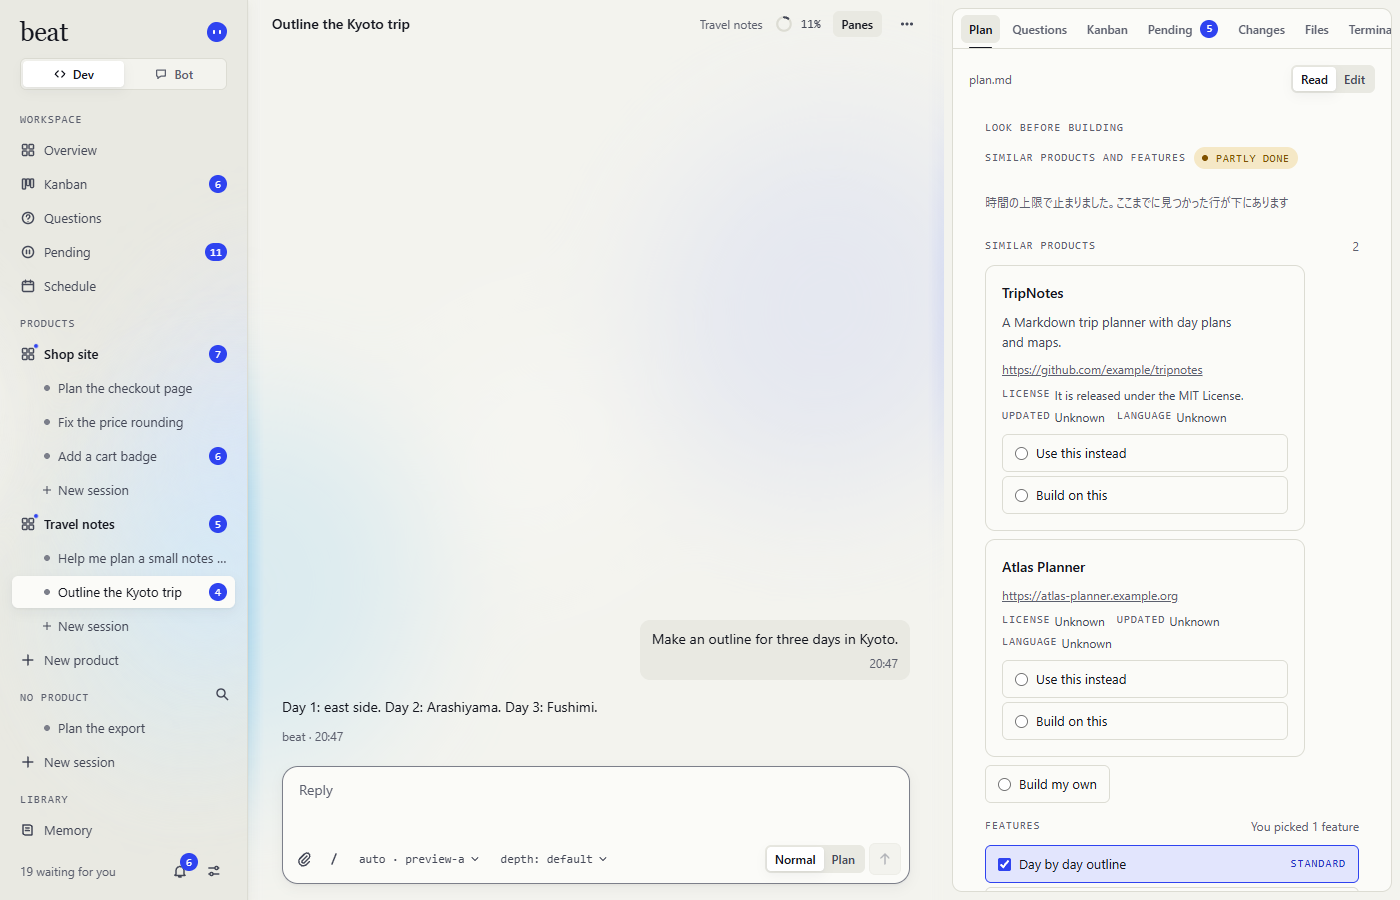 beat
Dev
Bot
WORKSPACE
Overview
Kanban
6
Questions
Pending
11
Schedule
PRODUCTS
Shop site
7
Plan the checkout page
Fix the price rounding
Add a cart badge
6
+ New session
Travel notes
5
Help me plan a small notes ...
Outline the Kyoto trip
4
+ New session
+ New product
NO PRODUCT
Plan the export
+ New session
LIBRARY
Memory
19 waiting for you
6
Outline the Kyoto trip
Travel notes
11%
Panes
Make an outline for three days in Kyoto.
20:47
Day 1: east side. Day 2: Arashiyama. Day 3: Fushimi.
beat · 20:47
Reply
/
auto · preview-a
depth: default
Normal
Plan
Plan
Questions
Kanban
Pending
5
Changes
Files
Termina
plan.md
Read
Edit
LOOK BEFORE BUILDING
SIMILAR PRODUCTS AND FEATURES
PARTLY DONE
時間の上限で止まりました。ここまでに見つかった行が下にあります
SIMILAR PRODUCTS
2
TripNotes
A Markdown trip planner with day plans
and maps.
https://github.com/example/tripnotes
LICENSE It is released under the MIT License.
UPDATED Unknown LANGUAGE Unknown
Use this instead
Build on this
Atlas Planner
https://atlas-planner.example.org
LICENSE Unknown UPDATED Unknown
LANGUAGE Unknown
Use this instead
Build on this
Build my own
FEATURES
You picked 1 feature
Day by day outline
STANDARD